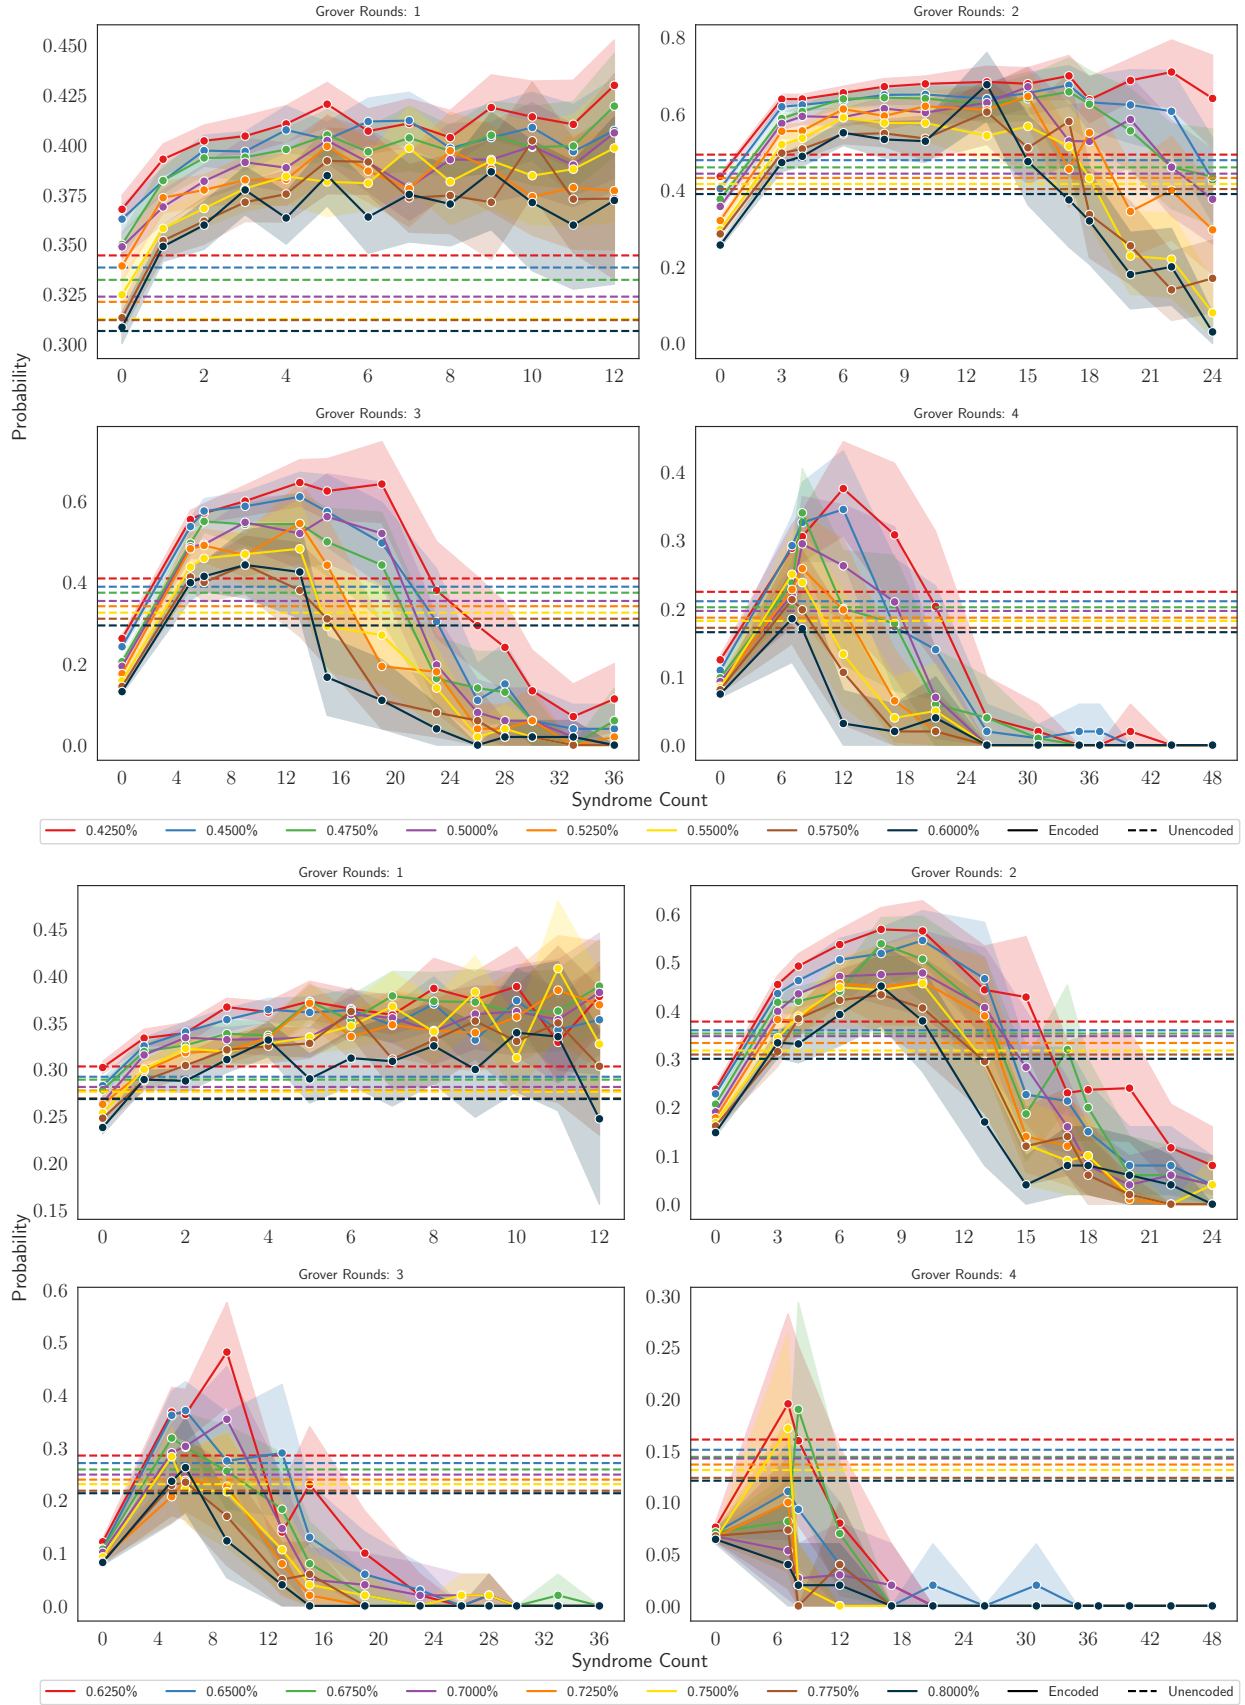 Grover Rounds: 1
Grover Rounds: 2
0.450
0.425
0.400
0.375
0.350
0.325
0.300
0.8
0.6
0.4
0.2
0.0
0 2 4 6 8 10 12
0 3 6 9 12 15 18 21 24
Probability
Grover Rounds: 3
Grover Rounds: 4
0.6
0.4
0.2
0.0
0.4
0.3
0.2
0.1
0.0
0 4 8 12 16 20 24 28 32 36
0 6 12 18 24 30 36 42 48
Syndrome Count
0.4250% 0.4500% 0.4750% 0.5000% 0.5250% 0.5500% 0.5750% 0.6000% Encoded Unencoded
Grover Rounds: 1
Grover Rounds: 2
0.45
0.40
0.35
0.30
0.25
0.20
0.15
0.6
0.5
0.4
0.3
0.2
0.1
0.0
0 2 4 6 8 10 12
0 3 6 9 12 15 18 21 24
Probability
Grover Rounds: 3
Grover Rounds: 4
0.6
0.5
0.4
0.3
0.2
0.1
0.0
0.30
0.25
0.20
0.15
0.10
0.05
0.00
0 4 8 12 16 20 24 28 32 36
0 6 12 18 24 30 36 42 48
Syndrome Count
0.6250% 0.6500% 0.6750% 0.7000% 0.7250% 0.7500% 0.7750% 0.8000% Encoded Unencoded